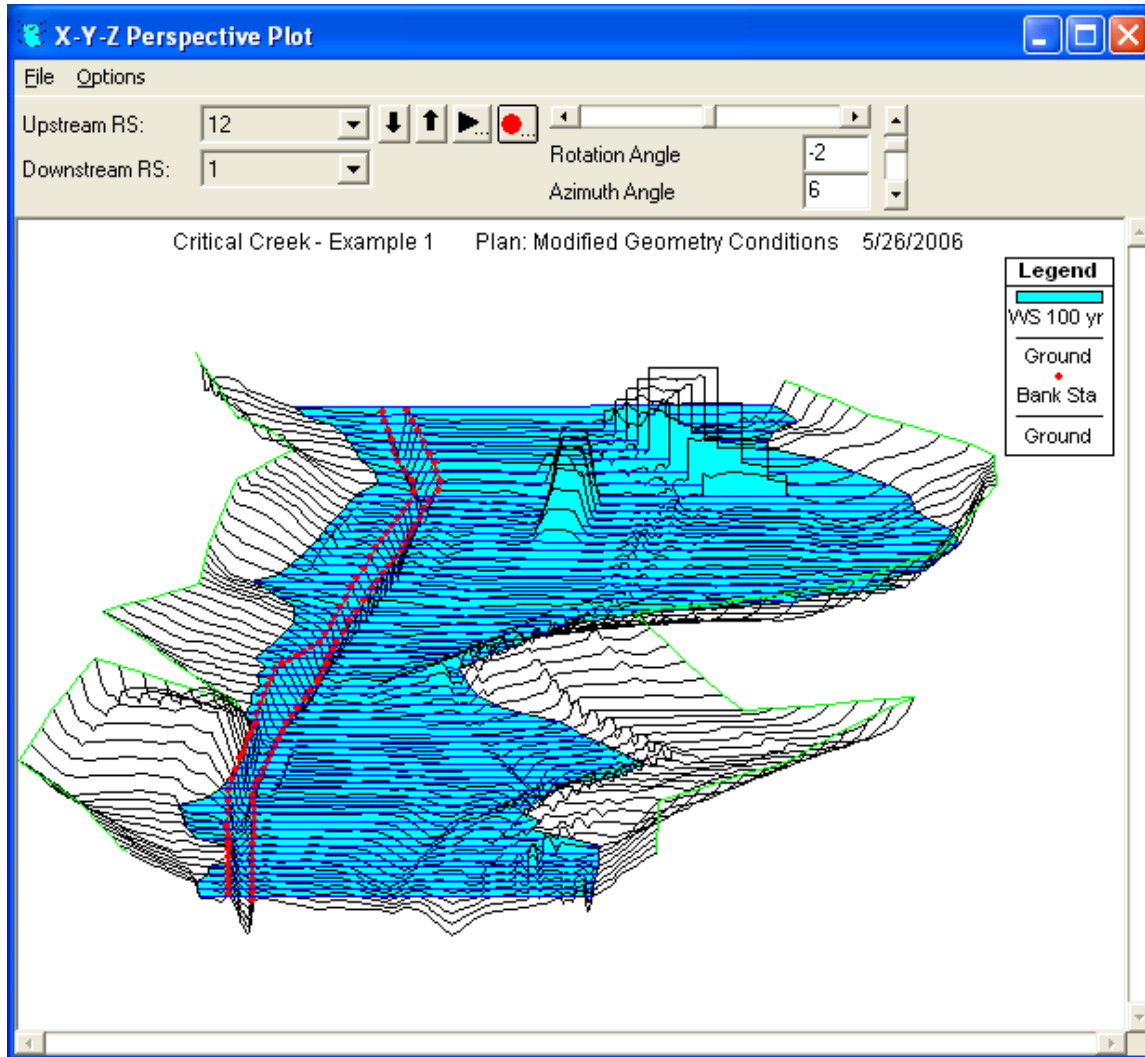 X-Y-Z Perspective Plot
File Options
Upstream RS: 12
Downstream RS: 1
Rotation Angle -2
Azimuth Angle 6
Critical Creek - Example 1 Plan: Modified Geometry Conditions 5/26/2006
Legend
WS 100 yr
Ground
Bank Sta
Ground